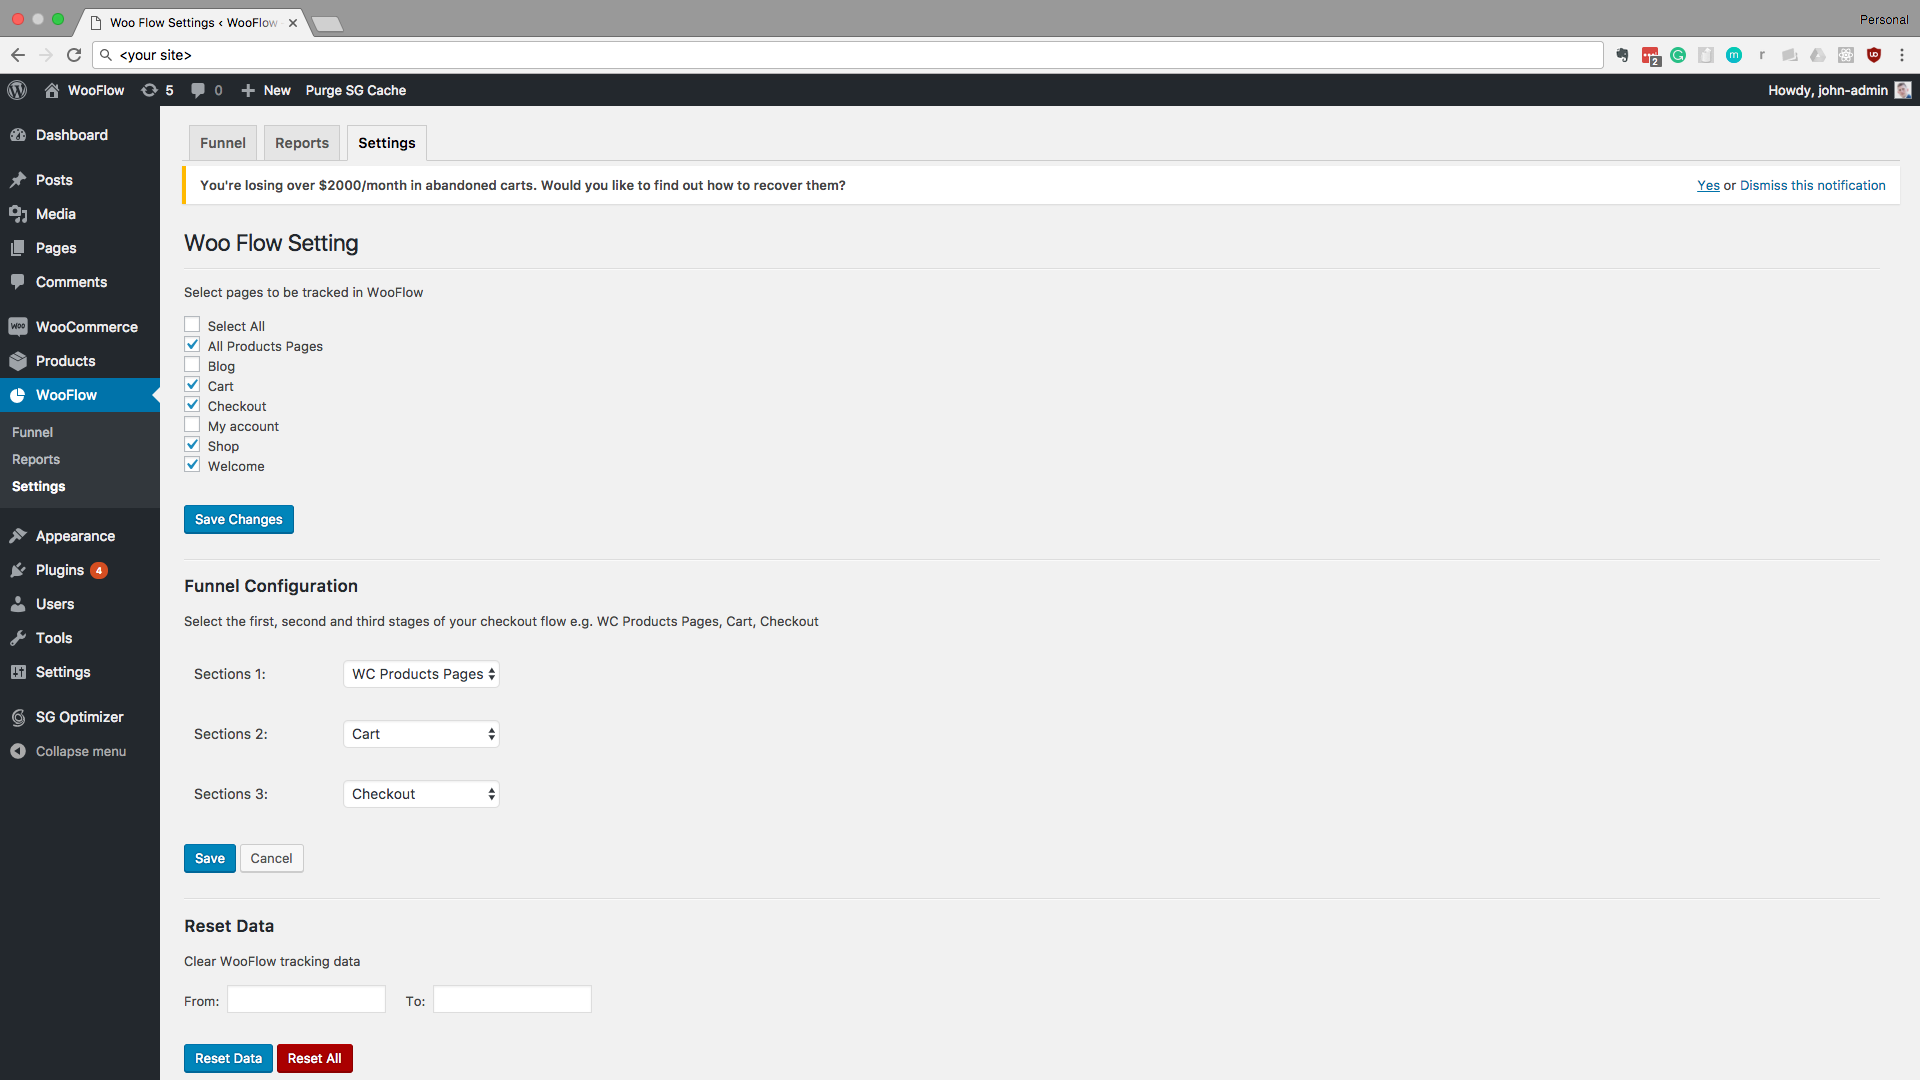 Woo Flow Settings ‹ WooFlow
Personal
<your site>
2
WooFlow 5 0 New Purge SG Cache
Howdy, john-admin
Dashboard
Posts
Media
Pages
Comments
WooCommerce
Products
WooFlow
Funnel
Reports
Settings
Appearance
Plugins 4
Users
Tools
Settings
SG Optimizer
Collapse menu
Funnel Reports Settings
You're losing over $2000/month in abandoned carts. Would you like to find out how to recover them?
Yes or Dismiss this notification
Woo Flow Setting
Select pages to be tracked in WooFlow
Select All
All Products Pages
Blog
Cart
Checkout
My account
Shop
Welcome
Save Changes
Funnel Configuration
Select the first, second and third stages of your checkout flow e.g. WC Products Pages, Cart, Checkout
Sections 1: WC Products Pages
Sections 2: Cart
Sections 3: Checkout
Save Cancel
Reset Data
Clear WooFlow tracking data
From: To:
Reset Data Reset All